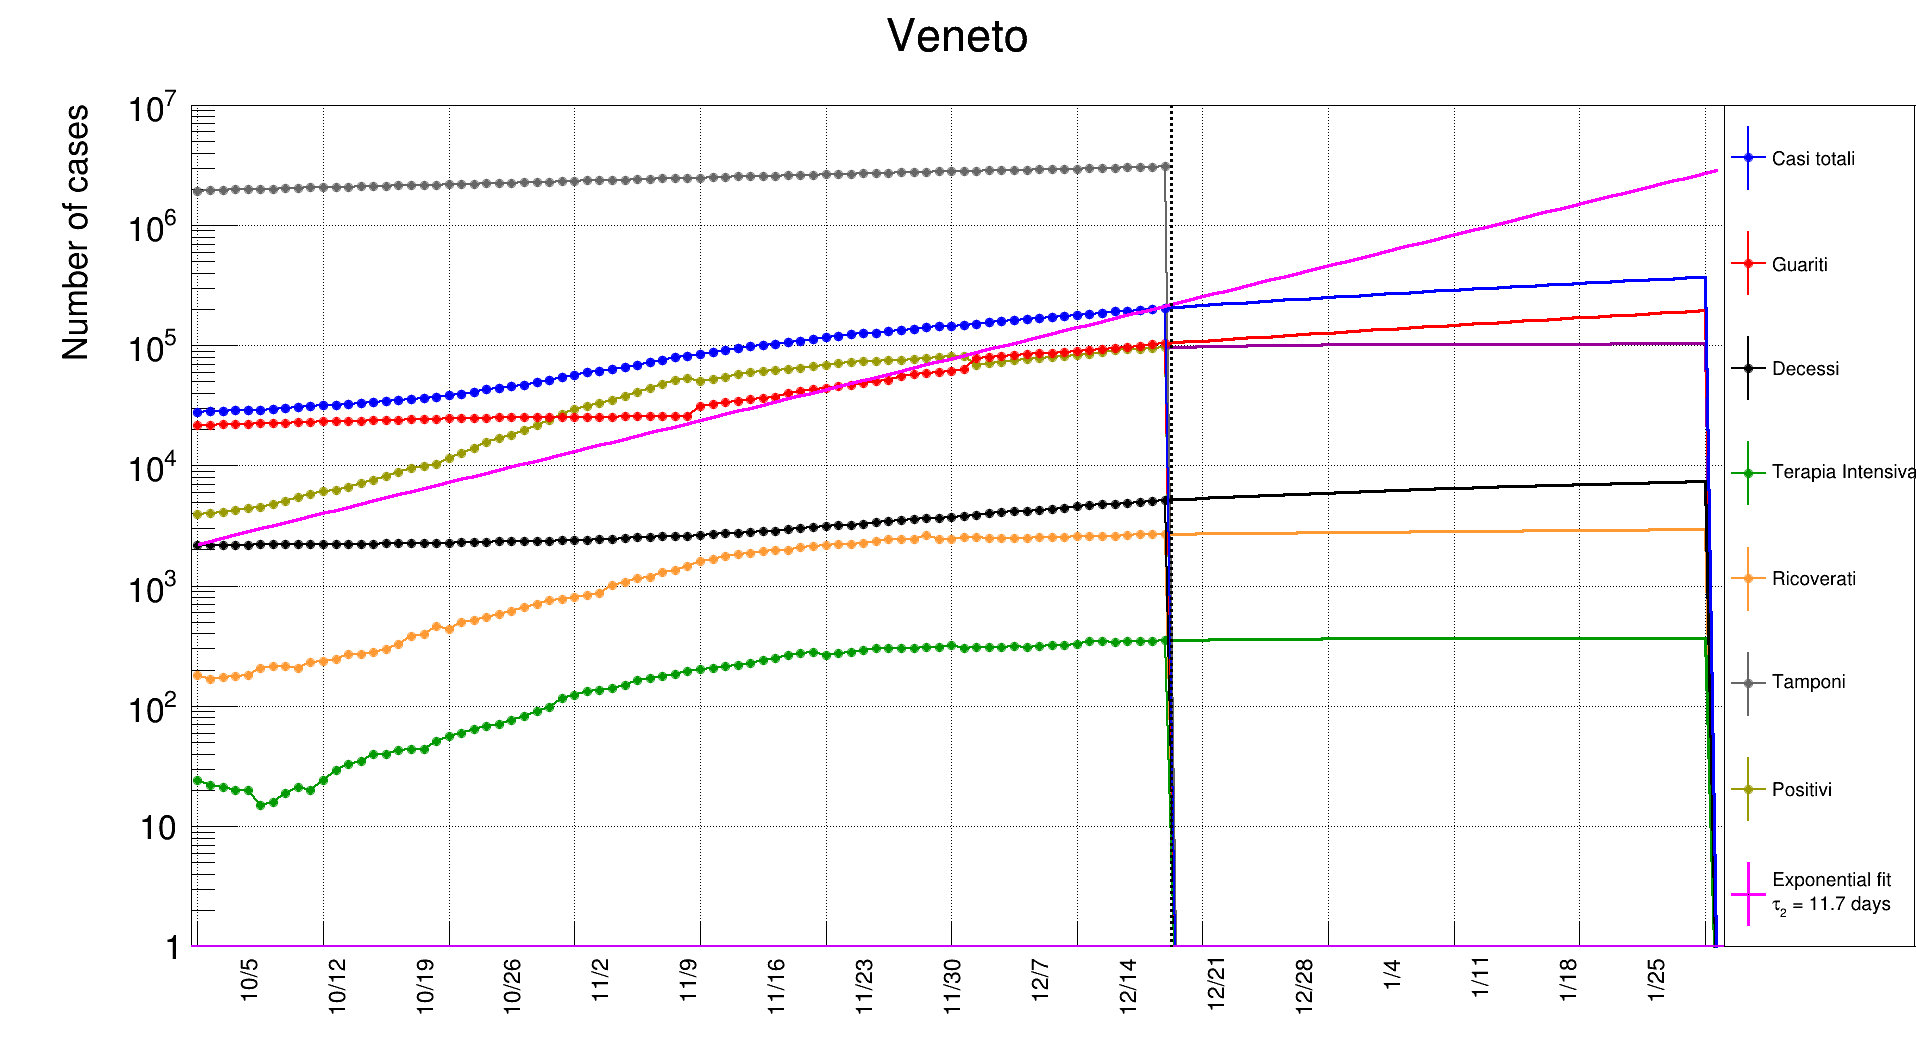 Veneto
Number of cases
10^7
10^6
10^5
10^4
10^3
10^2
10
1
10/5
10/12
10/19
10/26
11/2
11/9
11/16
11/23
11/30
12/7
12/14
12/21
12/28
1/4
1/11
1/18
1/25
Casi totali
Guariti
Decessi
Terapia Intensiva
Ricoverati
Tamponi
Positivi
Exponential fit
τ_2 = 11.7 days